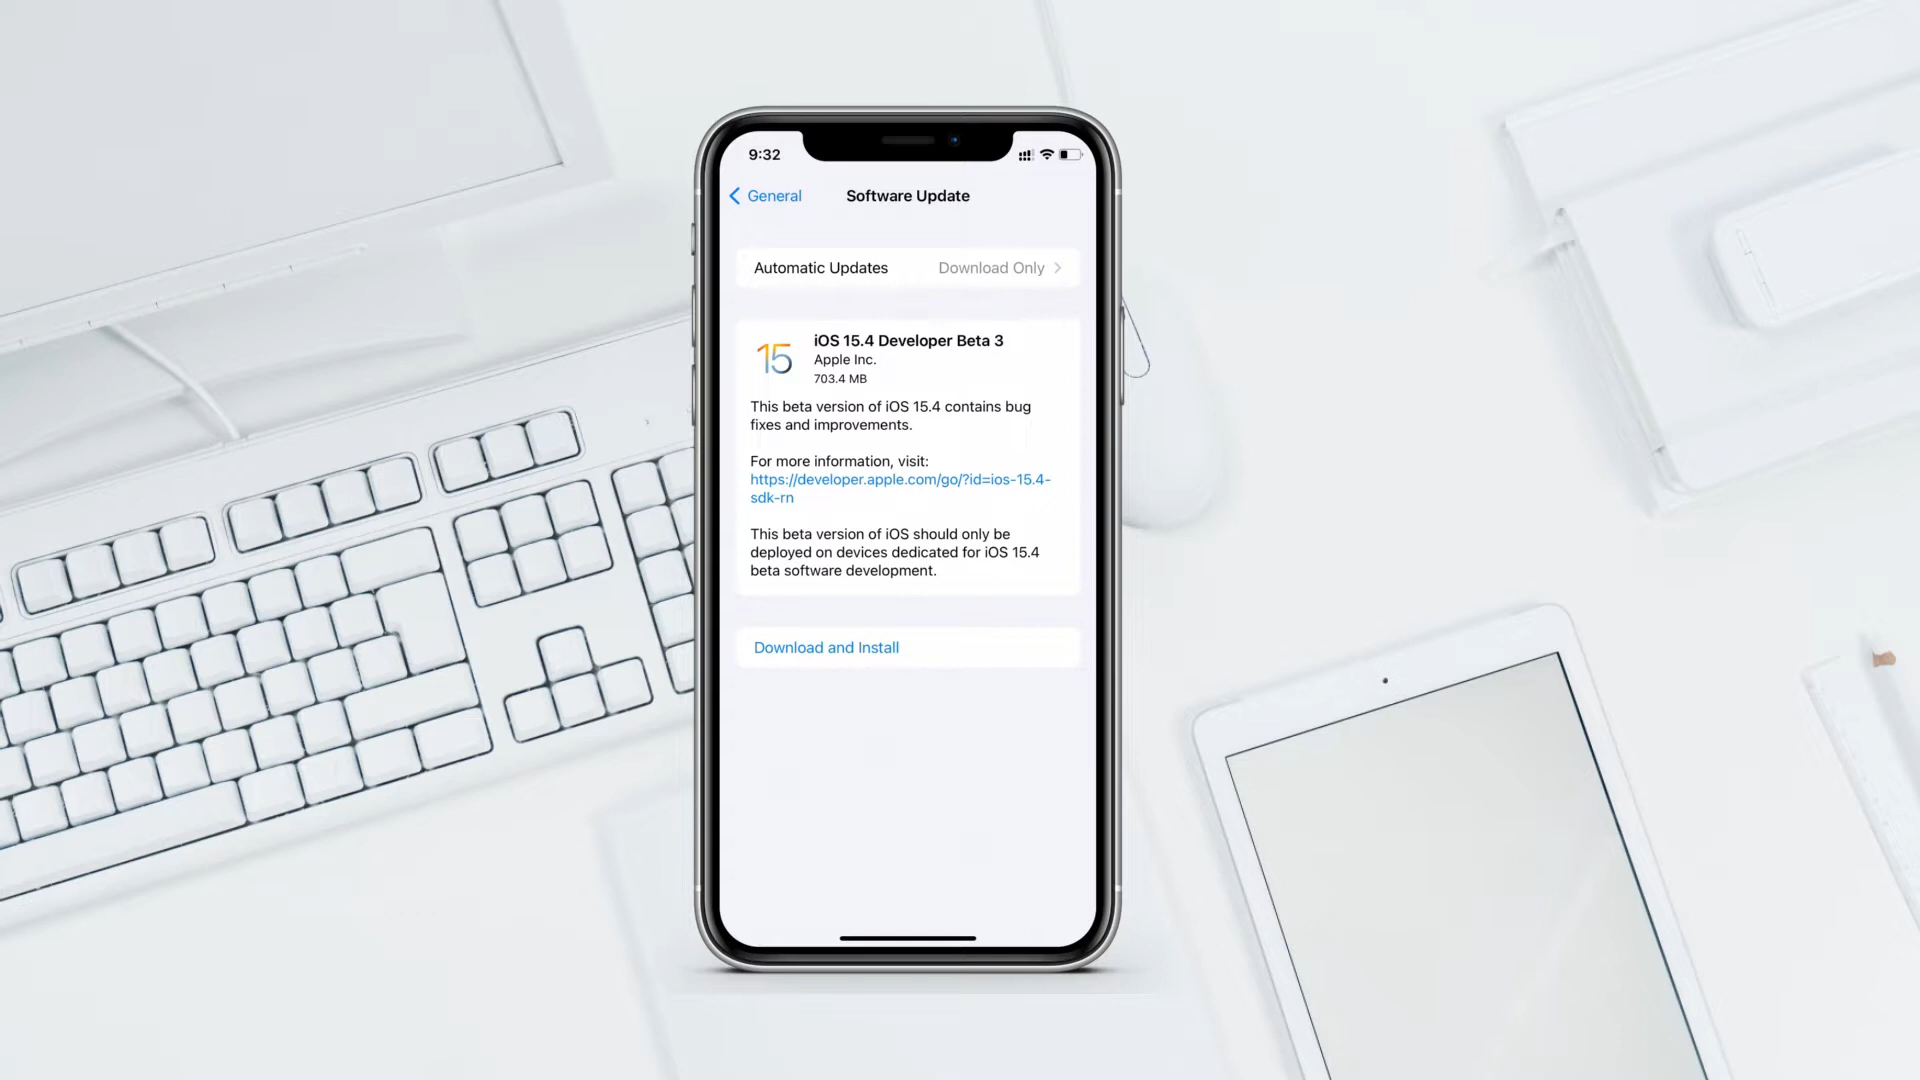 9:32
General
Software Update
Automatic Updates
Download Only
15
iOS 15.4 Developer Beta 3
Apple Inc.
703.4 MB
This beta version of iOS 15.4 contains bug
fixes and improvements.
For more information, visit:
https://developer.apple.com/go/?id=ios-15.4-
sdk-rn
This beta version of iOS should only be
deployed on devices dedicated for iOS 15.4
beta software development.
Download and Install